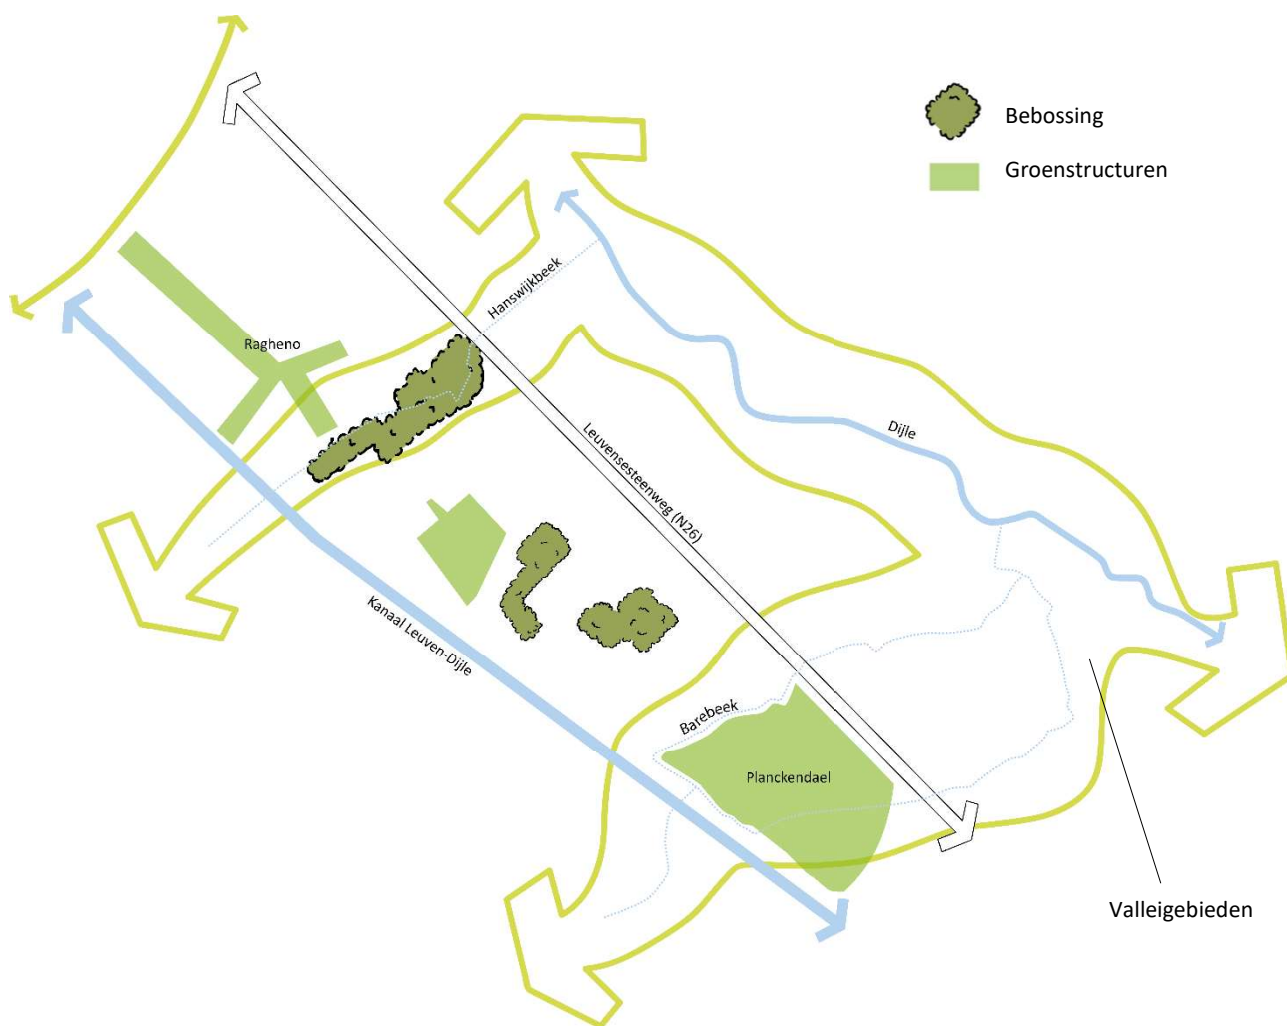 Bebossing
Groenstructuren
Hanswijkbeek
Ragheno
Dijle
Leuvensesteenweg (N26)
Kanaal Leuven-Dijle
Barebeek
Planckendael
Valleigebieden